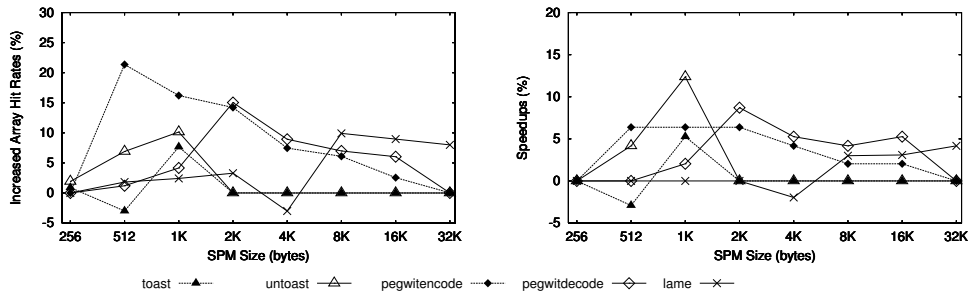 Increased Array Hit Rates (%)
30
25
20
15
10
5
0
-5
256 512 1K 2K 4K 8K 16K 32K
SPM Size (bytes)
Speedups (%)
20
15
10
5
0
-5
256 512 1K 2K 4K 8K 16K 32K
SPM Size (bytes)
toast untoast pegwitencode pegwitdecode lame